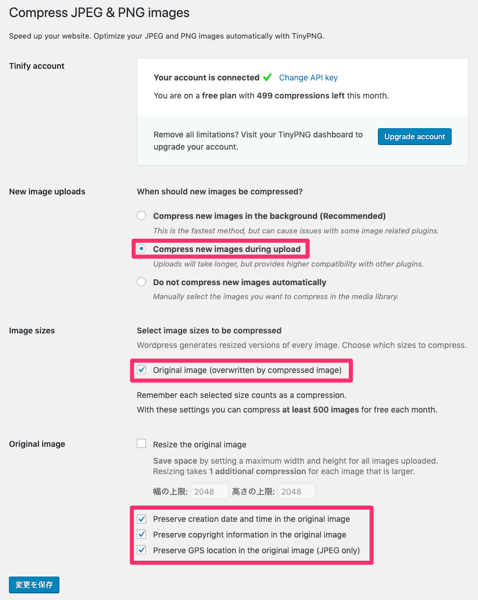 Compress JPEG & PNG images
Speed up your website. Optimize your JPEG and PNG images automatically with TinyPNG.
Tinify account
Your account is connected ✓ Change API key
You are on a free plan with 499 compressions left this month.
Remove all limitations? Visit your TinyPNG dashboard to
upgrade your account.
Upgrade account
New image uploads
When should new images be compressed?
Compress new images in the background (Recommended)
This is the fastest method, but can cause issues with some image related plugins.
Compress new images during upload
Uploads will take longer, but provides higher compatibility with other plugins.
Do not compress new images automatically
Manually select the images you want to compress in the media library.
Image sizes
Select image sizes to be compressed
Wordpress generates resized versions of every image. Choose which sizes to compress.
Original image (overwritten by compressed image)
Remember each selected size counts as a compression.
With these settings you can compress at least 500 images for free each month.
Original image
Resize the original image
Save space by setting a maximum width and height for all images uploaded.
Resizing takes 1 additional compression for each image that is larger.
幅の上限: 2048 高さの上限: 2048
Preserve creation date and time in the original image
Preserve copyright information in the original image
Preserve GPS location in the original image (JPEG only)
変更を保存